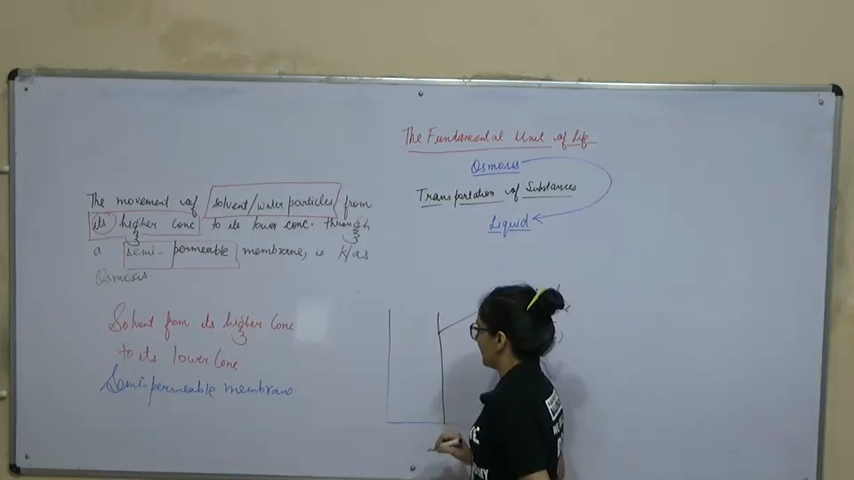 The Fundamental Unit of Life
Osmosis
Transportation of Substances
Liquid
The movement of solvent/water particles from
its higher conc to its lower conc. through
a semi-permeable membrane, is K/as
Osmosis
Solvent from its higher Conc
to its lower Conc
Semi-permeable membrane